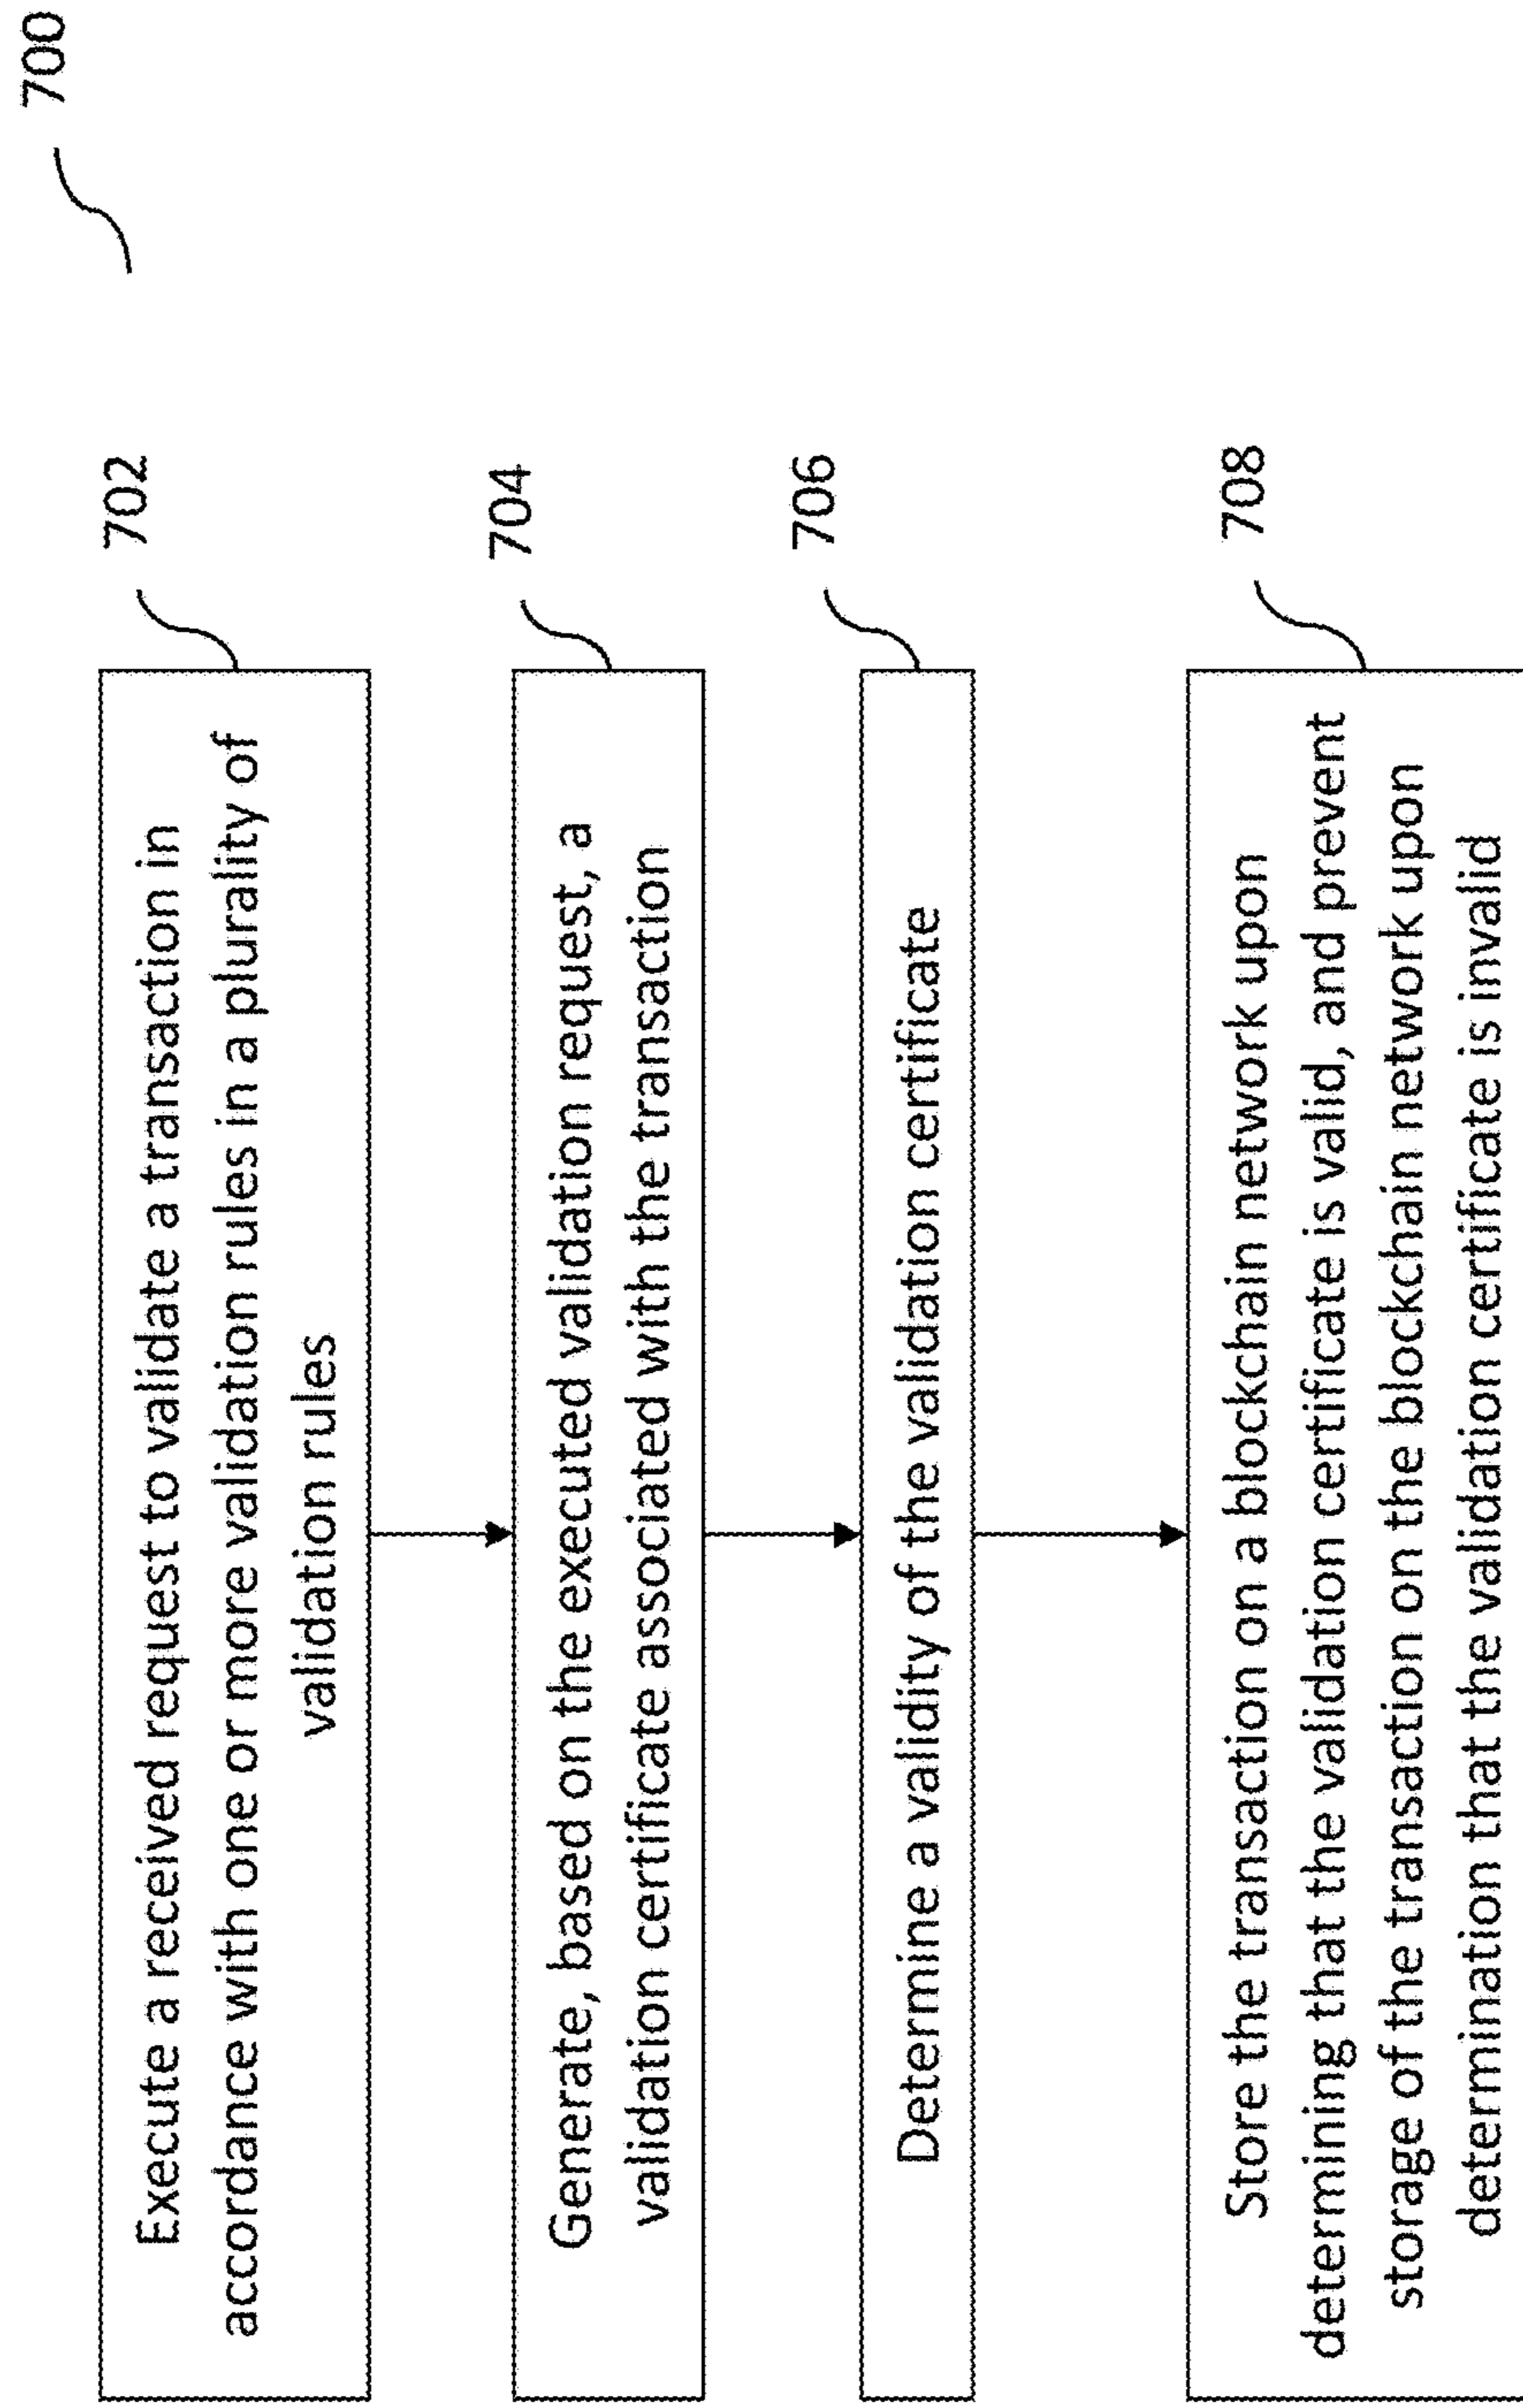 700
702
Execute a received request to validate a transaction in
accordance with one or more validation rules in a plurality of
validation rules
704
Generate, based on the executed validation request, a
validation certificate associated with the transaction
706
Determine a validity of the validation certificate
708
Store the transaction on a blockchain network upon
determining that the validation certificate is valid, and prevent
storage of the transaction on the blockchain network upon
determination that the validation certificate is invalid